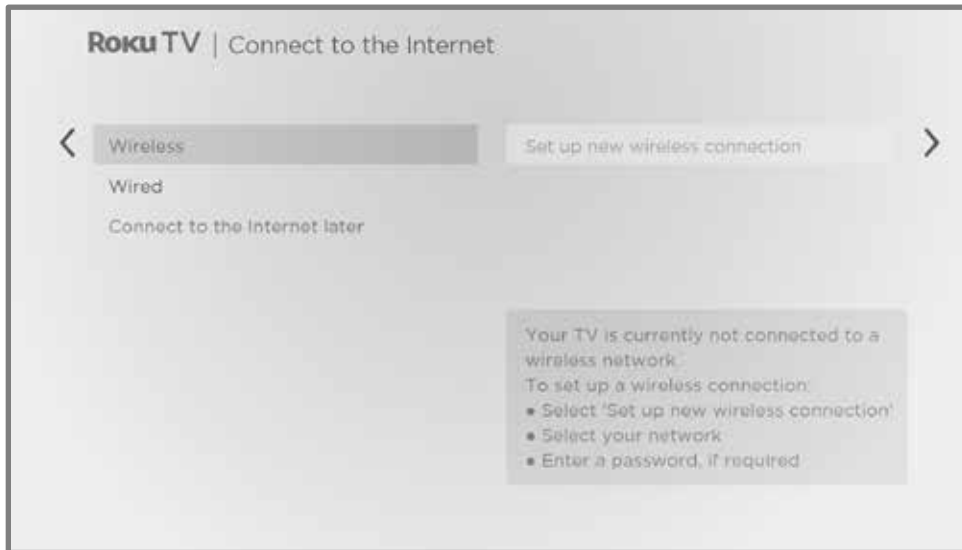 Roku TV | Connect to the Internet
Wireless
Set up new wireless connection
Wired
Connect to the Internet later
Your TV is currently not connected to a
wireless network.
To set up a wireless connection:
• Select 'Set up new wireless connection'
• Select your network
• Enter a password, if required